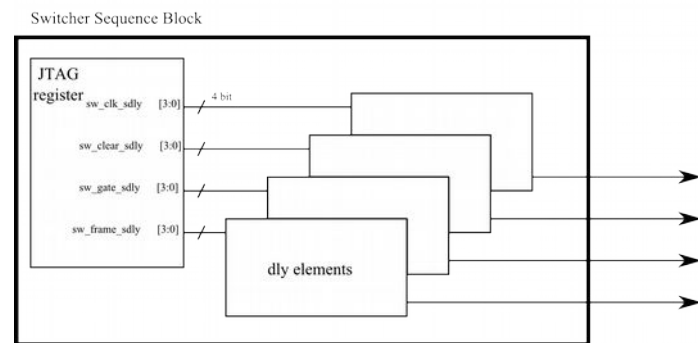 Switcher Sequence Block
JTAG
register
sw_clk_sdly [3:0] 4 bit
sw_clear_sdly [3:0]
sw_gate_sdly [3:0]
sw_frame_sdly [3:0]
dly elements